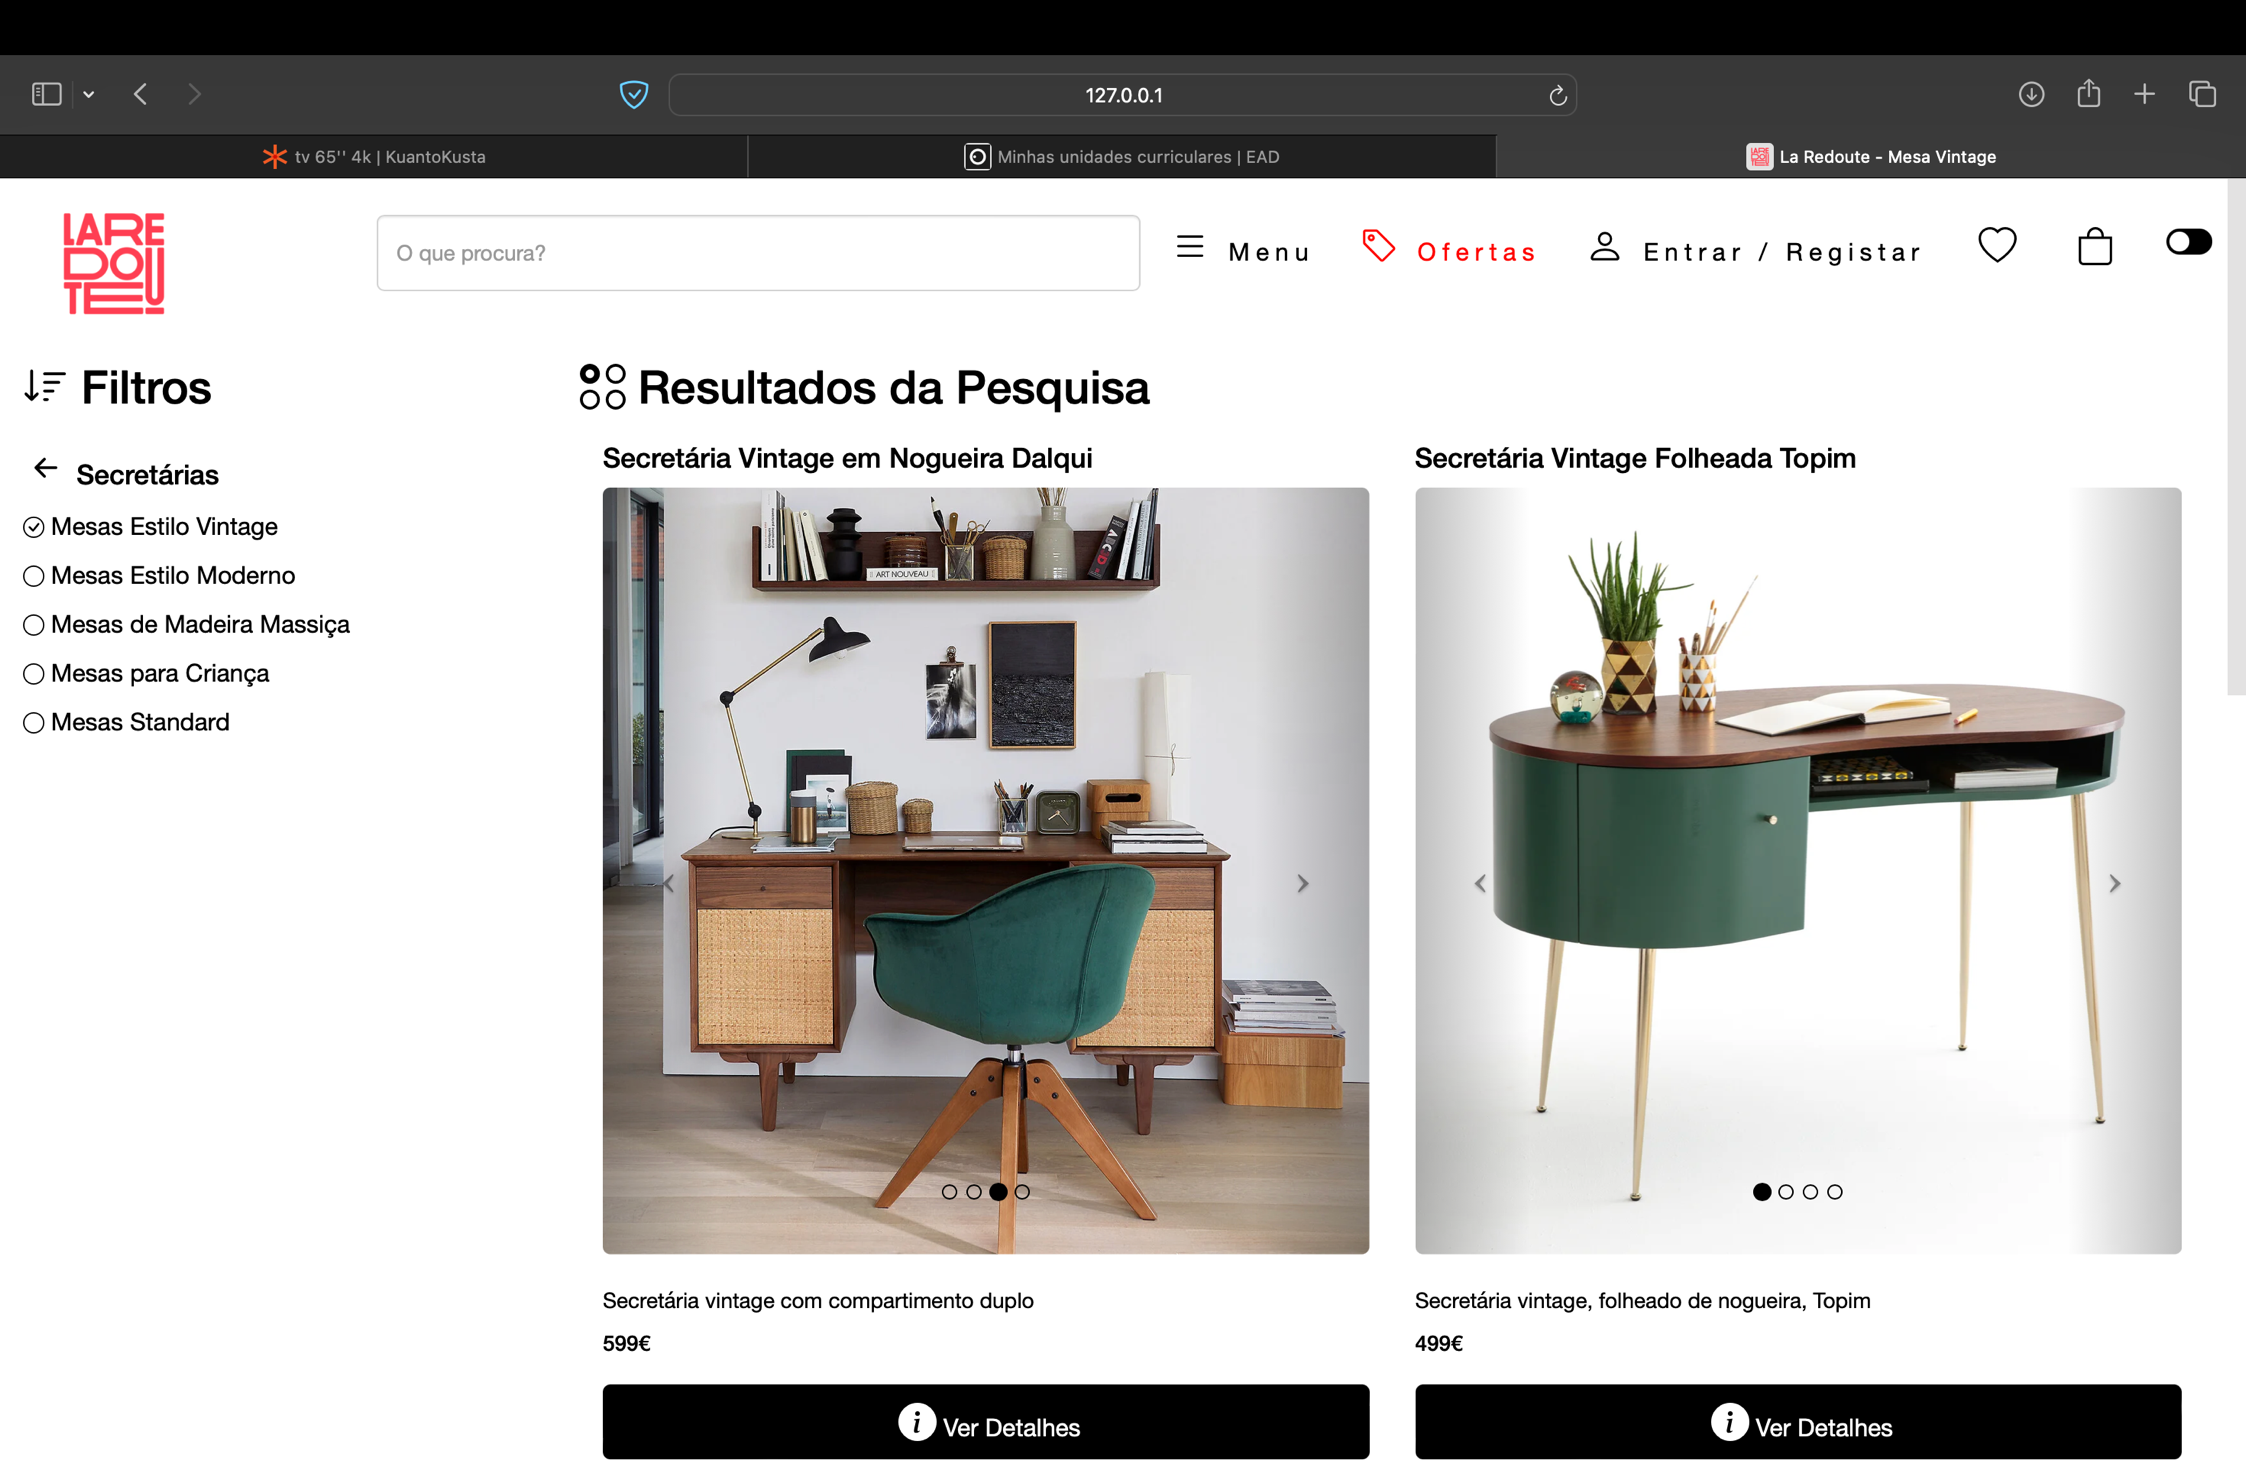 127.0.0.1
tv 65'' 4k | KuantoKusta
Minhas unidades curriculares | EAD
La Redoute - Mesa Vintage
LA REDOUTE
O que procura?
Menu
Ofertas
Entrar / Registar
Filtros
Resultados da Pesquisa
Secretárias
Mesas Estilo Vintage
Mesas Estilo Moderno
Mesas de Madeira Massiça
Mesas para Criança
Mesas Standard
Secretária Vintage em Nogueira Dalqui
ART NOUVEAU
ABCD
Secretária vintage com compartimento duplo
599€
Ver Detalhes
Secretária Vintage Folheada Topim
Secretária vintage, folheado de nogueira, Topim
499€
Ver Detalhes